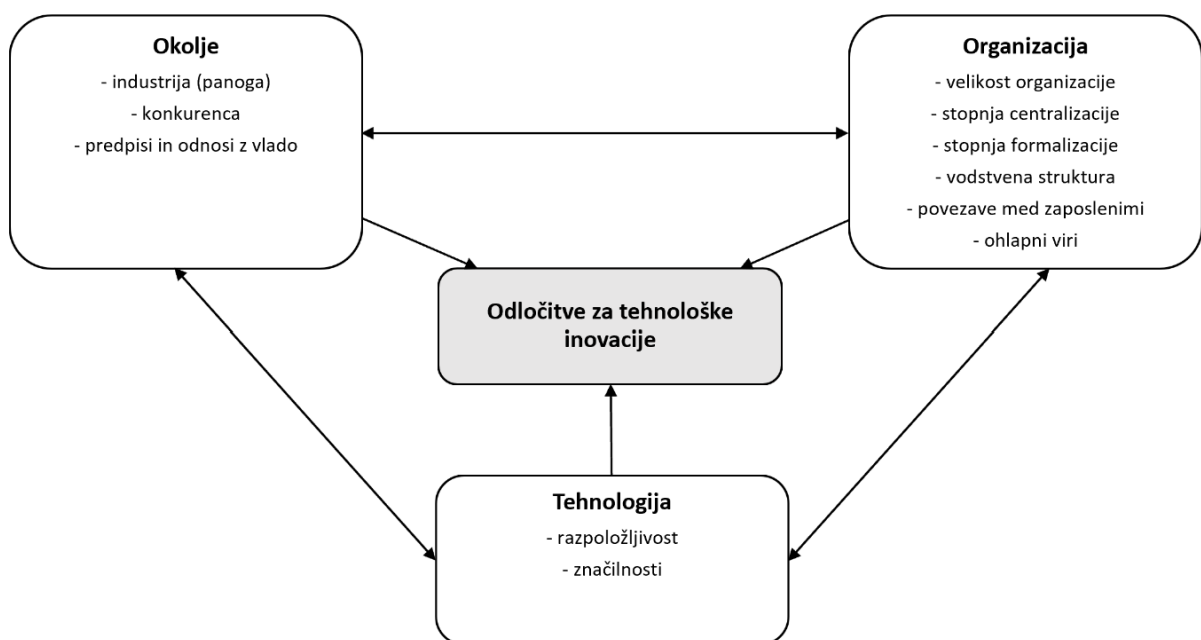 Okolje
- industrija (panoga)
- konkurenca
- predpisi in odnosi z vlado
Organizacija
- velikost organizacije
- stopnja centralizacije
- stopnja formalizacije
- vodstvena struktura
- povezave med zaposlenimi
- ohlapni viri
Odločitve za tehnološke
inovacije
Tehnologija
- razpoložljivost
- značilnosti